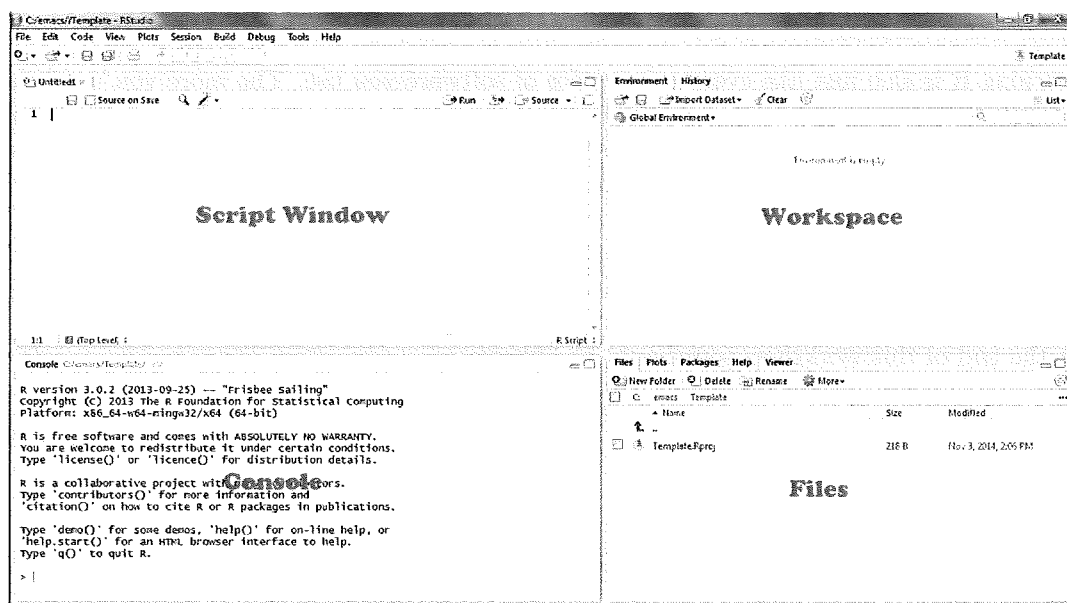 C:/emacs//Template - RStudio
File Edit Code View Plots Session Build Debug Tools Help
Template
Untitled1
Source on Save
Run Source
1
Script Window
1:1 (Top Level) R Script
Environment History
Import Dataset Clear List
Global Environment
Environment is empty
Workspace
Console C:/emacs/Template/
R version 3.0.2 (2013-09-25) -- "Frisbee Sailing"
Copyright (C) 2013 The R Foundation for Statistical Computing
Platform: x86_64-w64-mingw32/x64 (64-bit)
R is free software and comes with ABSOLUTELY NO WARRANTY.
You are welcome to redistribute it under certain conditions.
Type 'license()' or 'licence()' for distribution details.
R is a collaborative project with
Console
Type 'contributors()' for more information and
'citation()' on how to cite R or R packages in publications.
Type 'demo()' for some demos, 'help()' for on-line help, or
'help.start()' for an HTML browser interface to help.
Type 'q()' to quit R.
>
Files Plots Packages Help Viewer
New Folder Delete Rename More
C: emacs Template
Name Size Modified
..
Template.Rproj 218 B Nov 3, 2014, 2:06 PM
Files